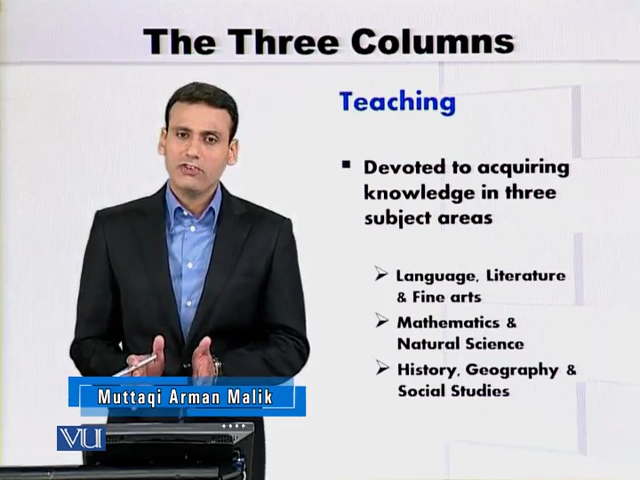 The Three Columns
Teaching
▪ Devoted to acquiring
knowledge in three
subject areas
➢ Language, Literature
& Fine arts
➢ Mathematics &
Natural Science
➢ History, Geography &
Social Studies
Muttaqi Arman Malik
VU